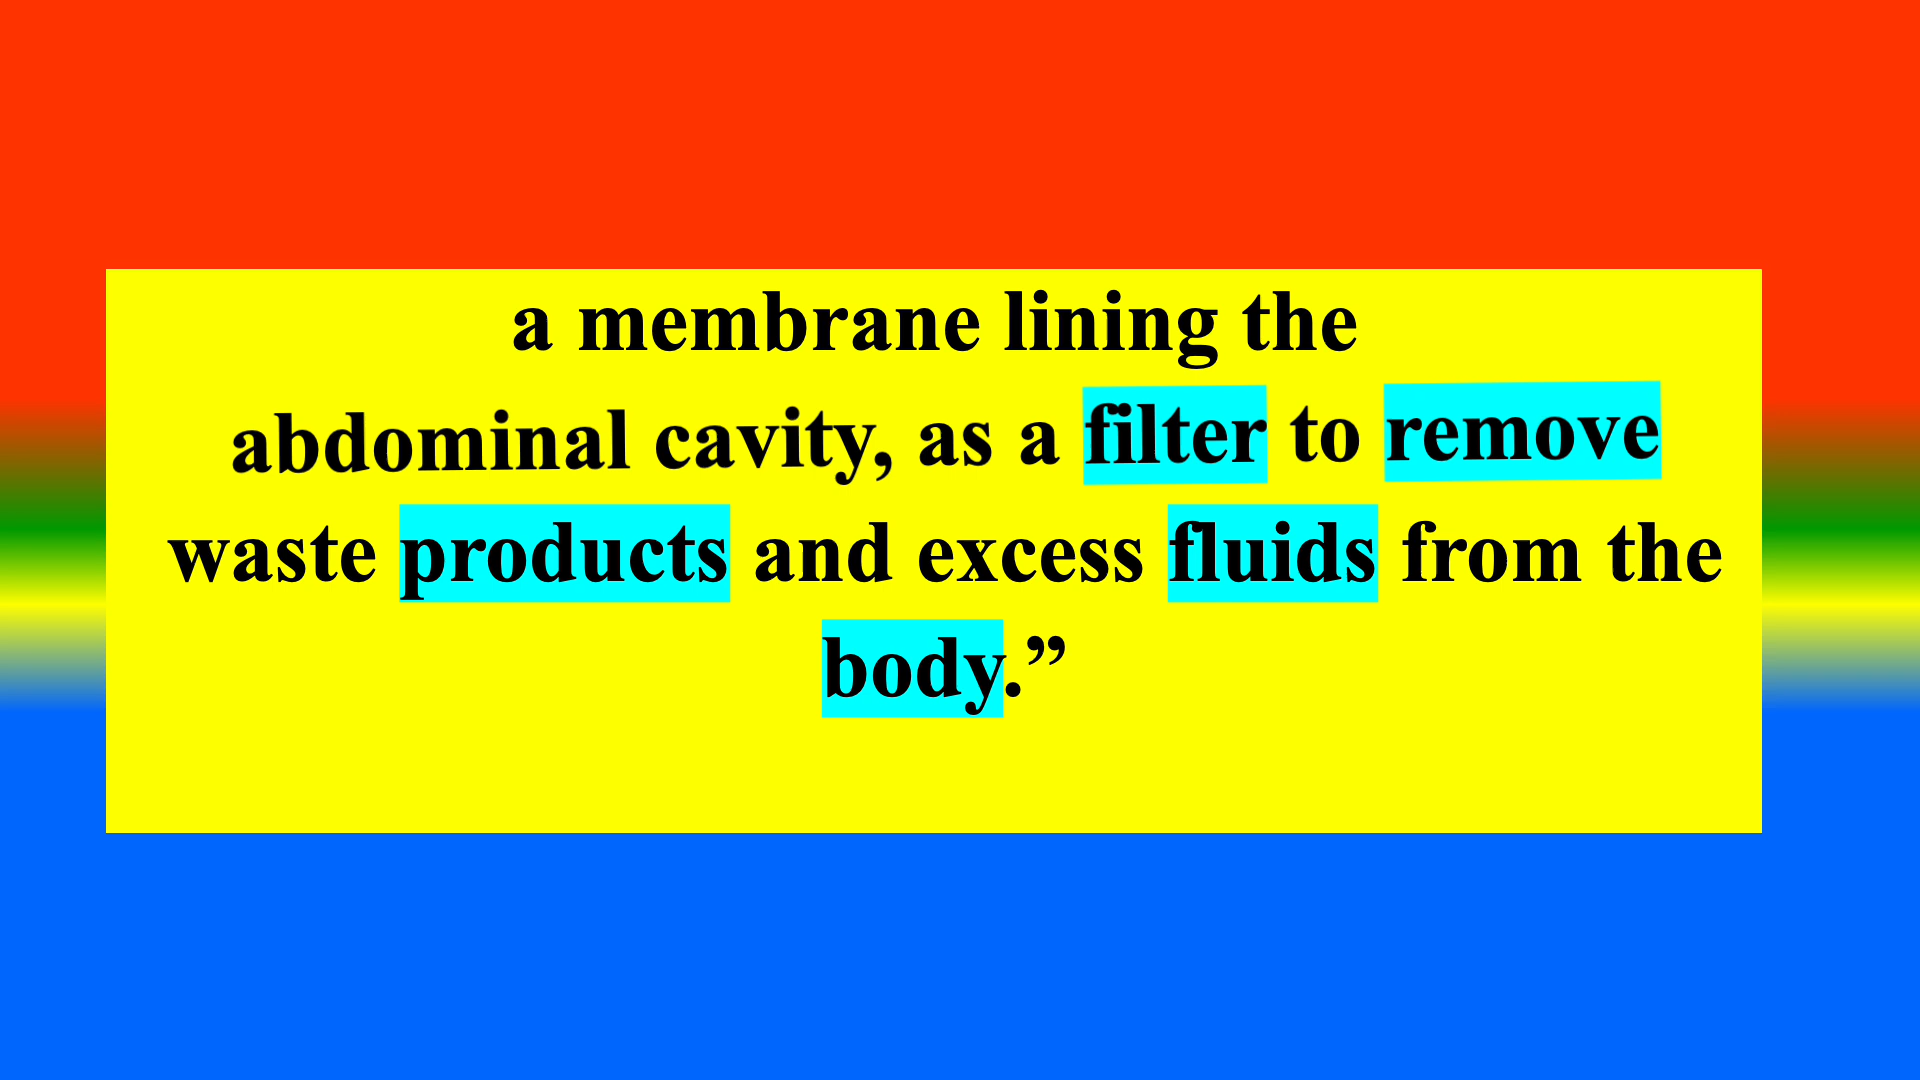 a membrane lining the
abdominal cavity, as a filter to remove
waste products and excess fluids from the
body.”